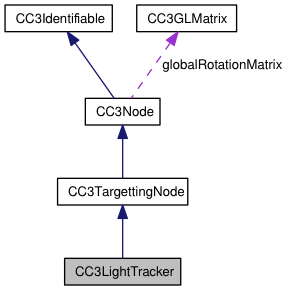 CC3Identifiable CC3GLMatrix
globalRotationMatrix
CC3Node
CC3TargettingNode
CC3LightTracker